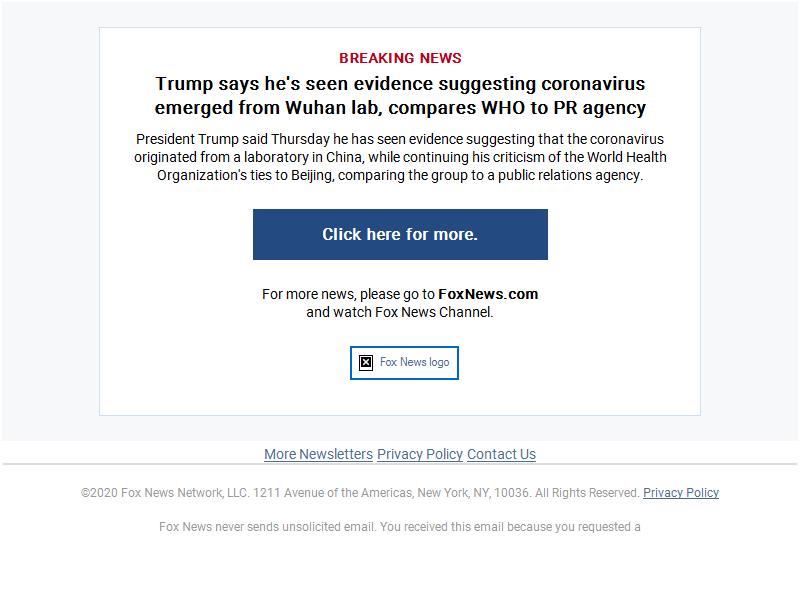 BREAKING NEWS
Trump says he's seen evidence suggesting coronavirus
emerged from Wuhan lab, compares WHO to PR agency
President Trump said Thursday he has seen evidence suggesting that the coronavirus
originated from a laboratory in China, while continuing his criticism of the World Health
Organization's ties to Beijing, comparing the group to a public relations agency.
Click here for more.
For more news, please go to FoxNews.com
and watch Fox News Channel.
Fox News logo
More Newsletters Privacy Policy Contact Us
©2020 Fox News Network, LLC. 1211 Avenue of the Americas, New York, NY, 10036. All Rights Reserved. Privacy Policy
Fox News never sends unsolicited email. You received this email because you requested a